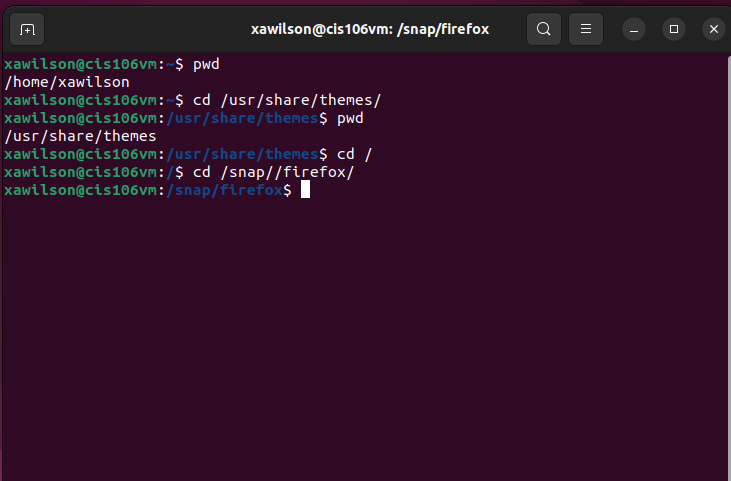 xawilson@cis106vm: /snap/firefox
xawilson@cis106vm:~$ pwd
/home/xawilson
xawilson@cis106vm:~$ cd /usr/share/themes/
xawilson@cis106vm:/usr/share/themes$ pwd
/usr/share/themes
xawilson@cis106vm:/usr/share/themes$ cd /
xawilson@cis106vm:/$ cd /snap//firefox/
xawilson@cis106vm:/snap/firefox$